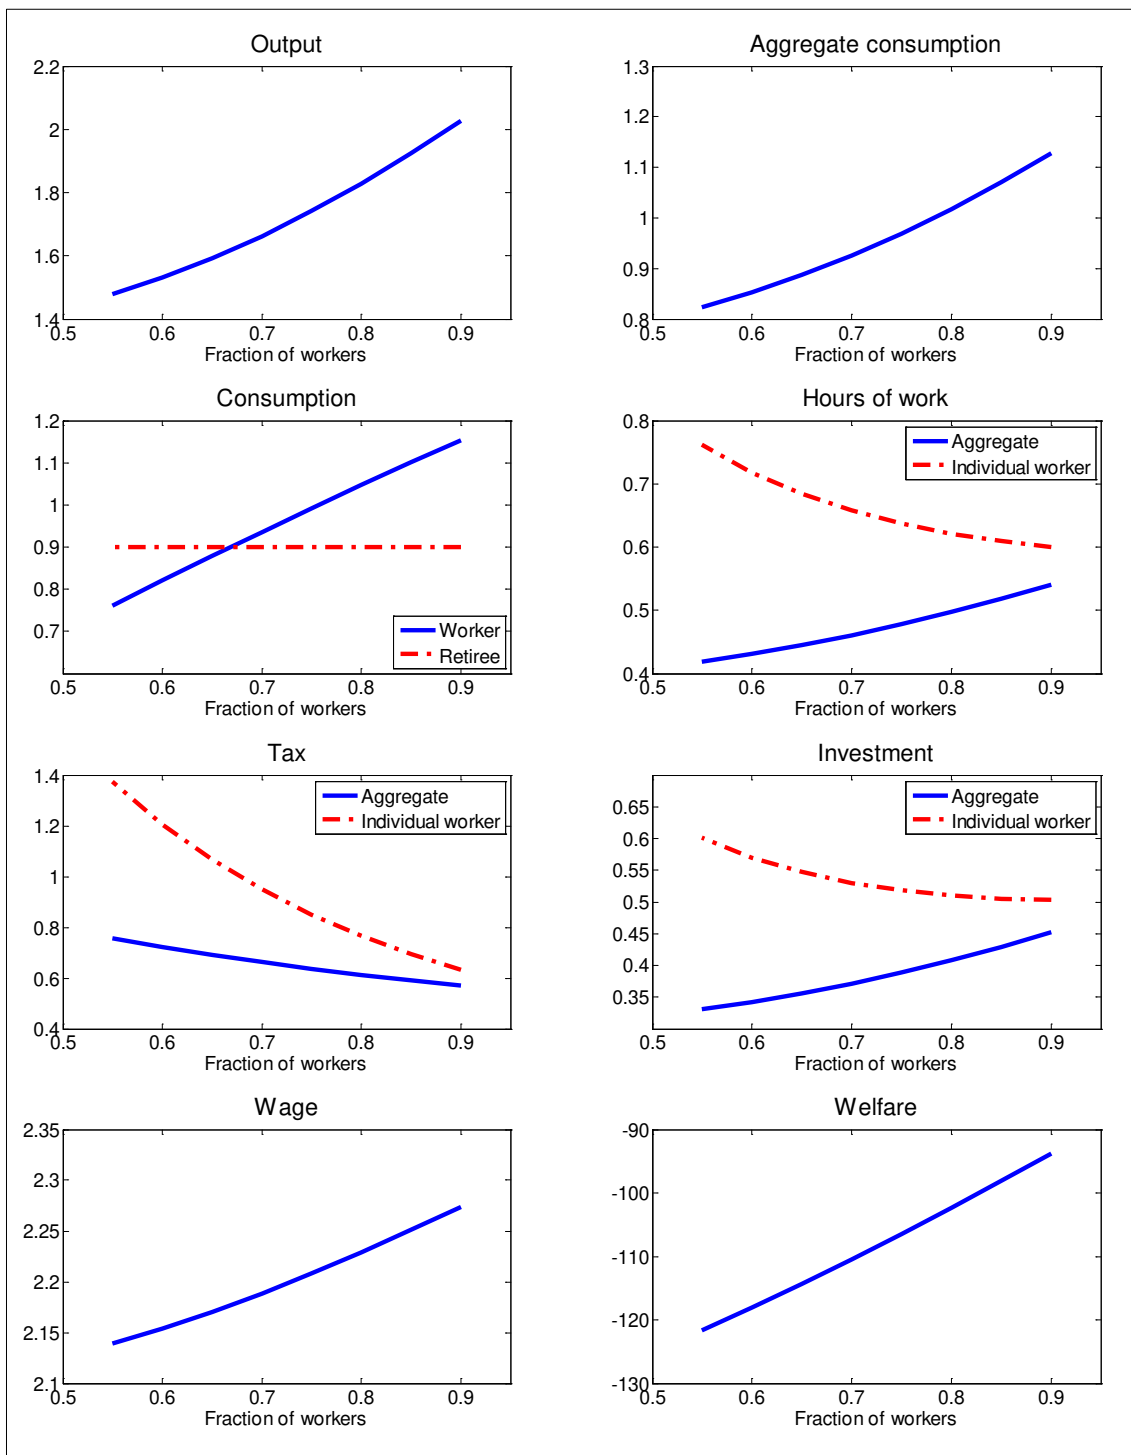 Output
2.2
2
1.8
1.6
1.4
0.5 0.6 0.7 0.8 0.9
Fraction of workers
Aggregate consumption
1.3
1.2
1.1
1
0.9
0.8
0.5 0.6 0.7 0.8 0.9
Fraction of workers
Consumption
1.2
1.1
1
0.9
0.8
0.7
Worker
Retiree
0.5 0.6 0.7 0.8 0.9
Fraction of workers
Hours of work
0.8
0.7
0.6
0.5
0.4
Aggregate
Individual worker
0.5 0.6 0.7 0.8 0.9
Fraction of workers
Tax
1.4
1.2
1
0.8
0.6
0.4
Aggregate
Individual worker
0.5 0.6 0.7 0.8 0.9
Fraction of workers
Investment
0.65
0.6
0.55
0.5
0.45
0.4
0.35
Aggregate
Individual worker
0.5 0.6 0.7 0.8 0.9
Fraction of workers
Wage
2.35
2.3
2.25
2.2
2.15
2.1
0.5 0.6 0.7 0.8 0.9
Fraction of workers
Welfare
-90
-100
-110
-120
-130
0.5 0.6 0.7 0.8 0.9
Fraction of workers